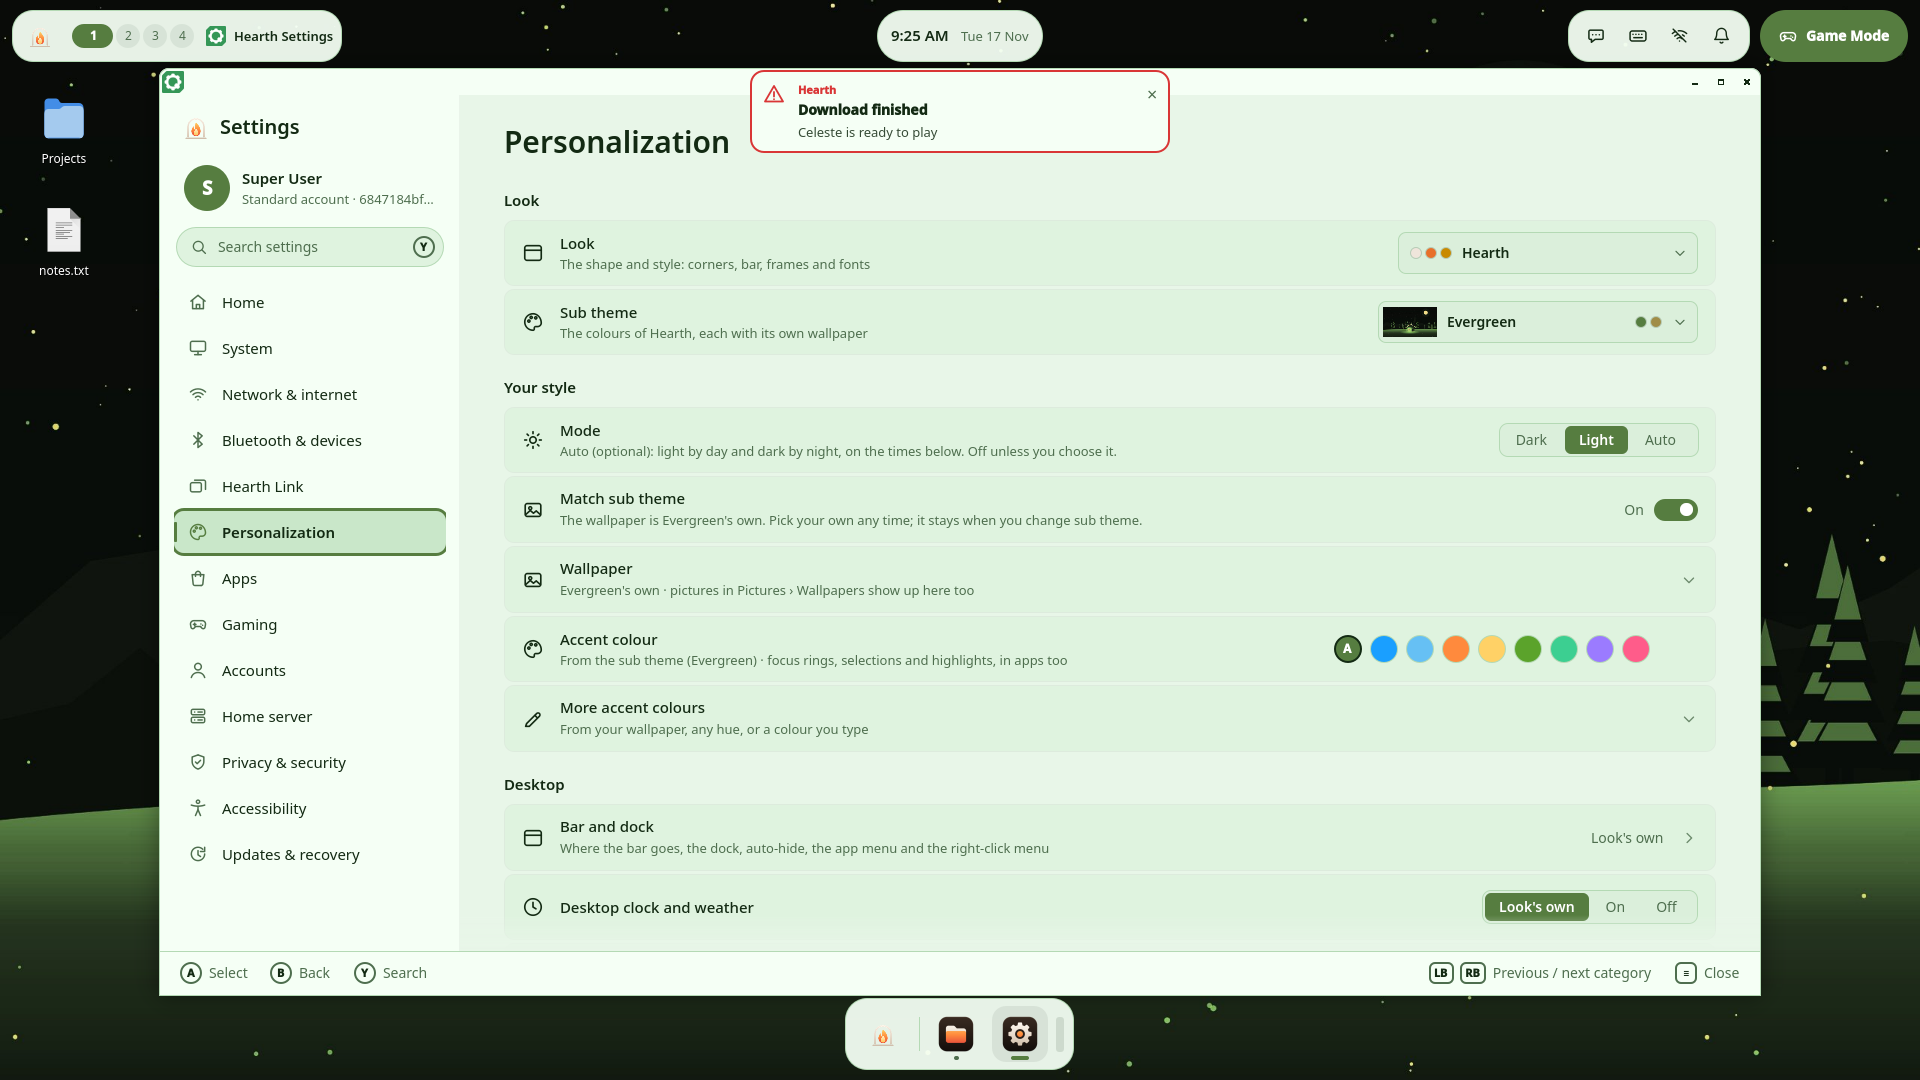 1 2 3 4 Hearth Settings
9:25 AM Tue 17 Nov
Game Mode
Projects
notes.txt
Hearth
Download finished
Celeste is ready to play
Settings
S
Super User
Standard account · 6847184bf...
Search settings Y
Home
System
Network & internet
Bluetooth & devices
Hearth Link
Personalization
Apps
Gaming
Accounts
Home server
Privacy & security
Accessibility
Updates & recovery
Personalization
Look
Look
The shape and style: corners, bar, frames and fonts
Hearth
Sub theme
The colours of Hearth, each with its own wallpaper
Evergreen
Your style
Mode
Auto (optional): light by day and dark by night, on the times below. Off unless you choose it.
Dark Light Auto
Match sub theme
The wallpaper is Evergreen's own. Pick your own any time; it stays when you change sub theme.
On
Wallpaper
Evergreen's own · pictures in Pictures › Wallpapers show up here too
Accent colour
From the sub theme (Evergreen) · focus rings, selections and highlights, in apps too
A
More accent colours
From your wallpaper, any hue, or a colour you type
Desktop
Bar and dock
Where the bar goes, the dock, auto-hide, the app menu and the right-click menu
Look's own
Desktop clock and weather
Look's own On Off
A Select B Back Y Search
LB RB Previous / next category ≡ Close